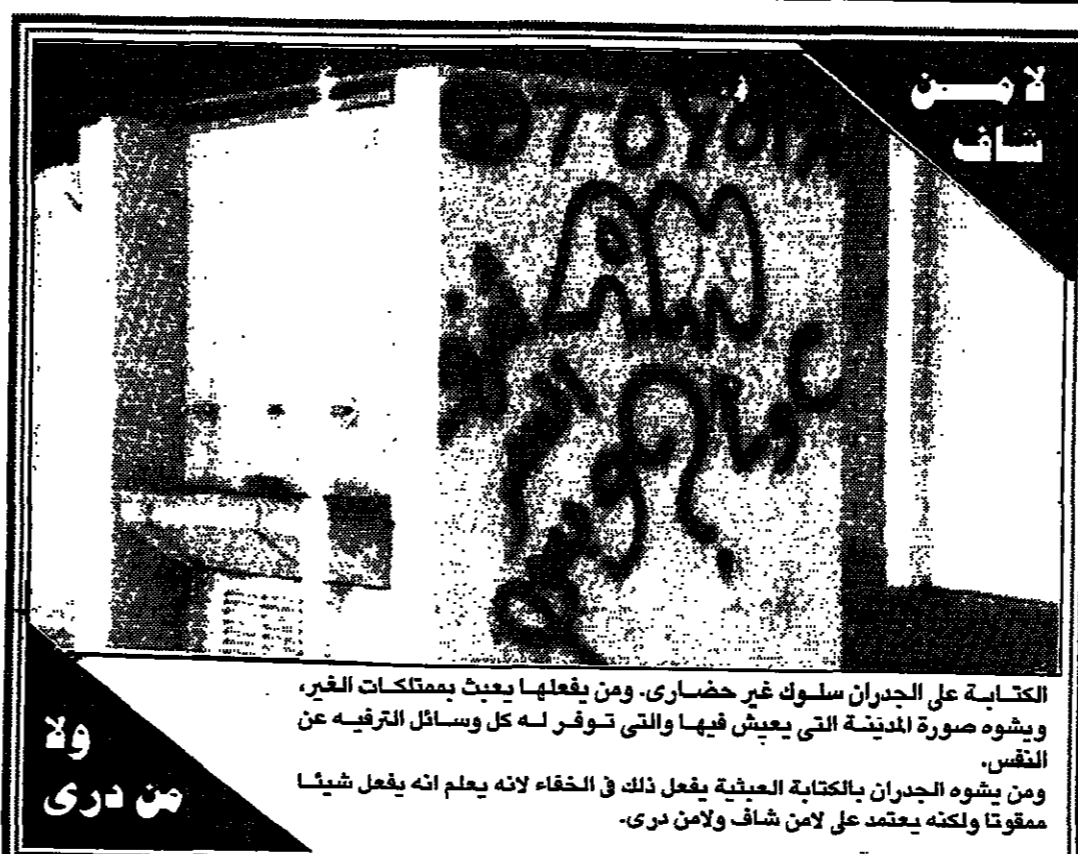 لا مـن
شاف
TOYOTA
الكتابة على الجدران سلوك غير حضارى. ومن يفعلها يعبث بممتلكات الغير،
ويشوه صورة المدينة التى يعيش فيها والتى توفر له كل وسائل الترفيه عن
النفس.
ومن يشوه الجدران بالكتابة العبثية يفعل ذلك فى الخفاء لانه يعلم انه يفعل شيئا
ممقوتا ولكنه يعتمد على لامن شاف ولامن درى.
ولا
من درى